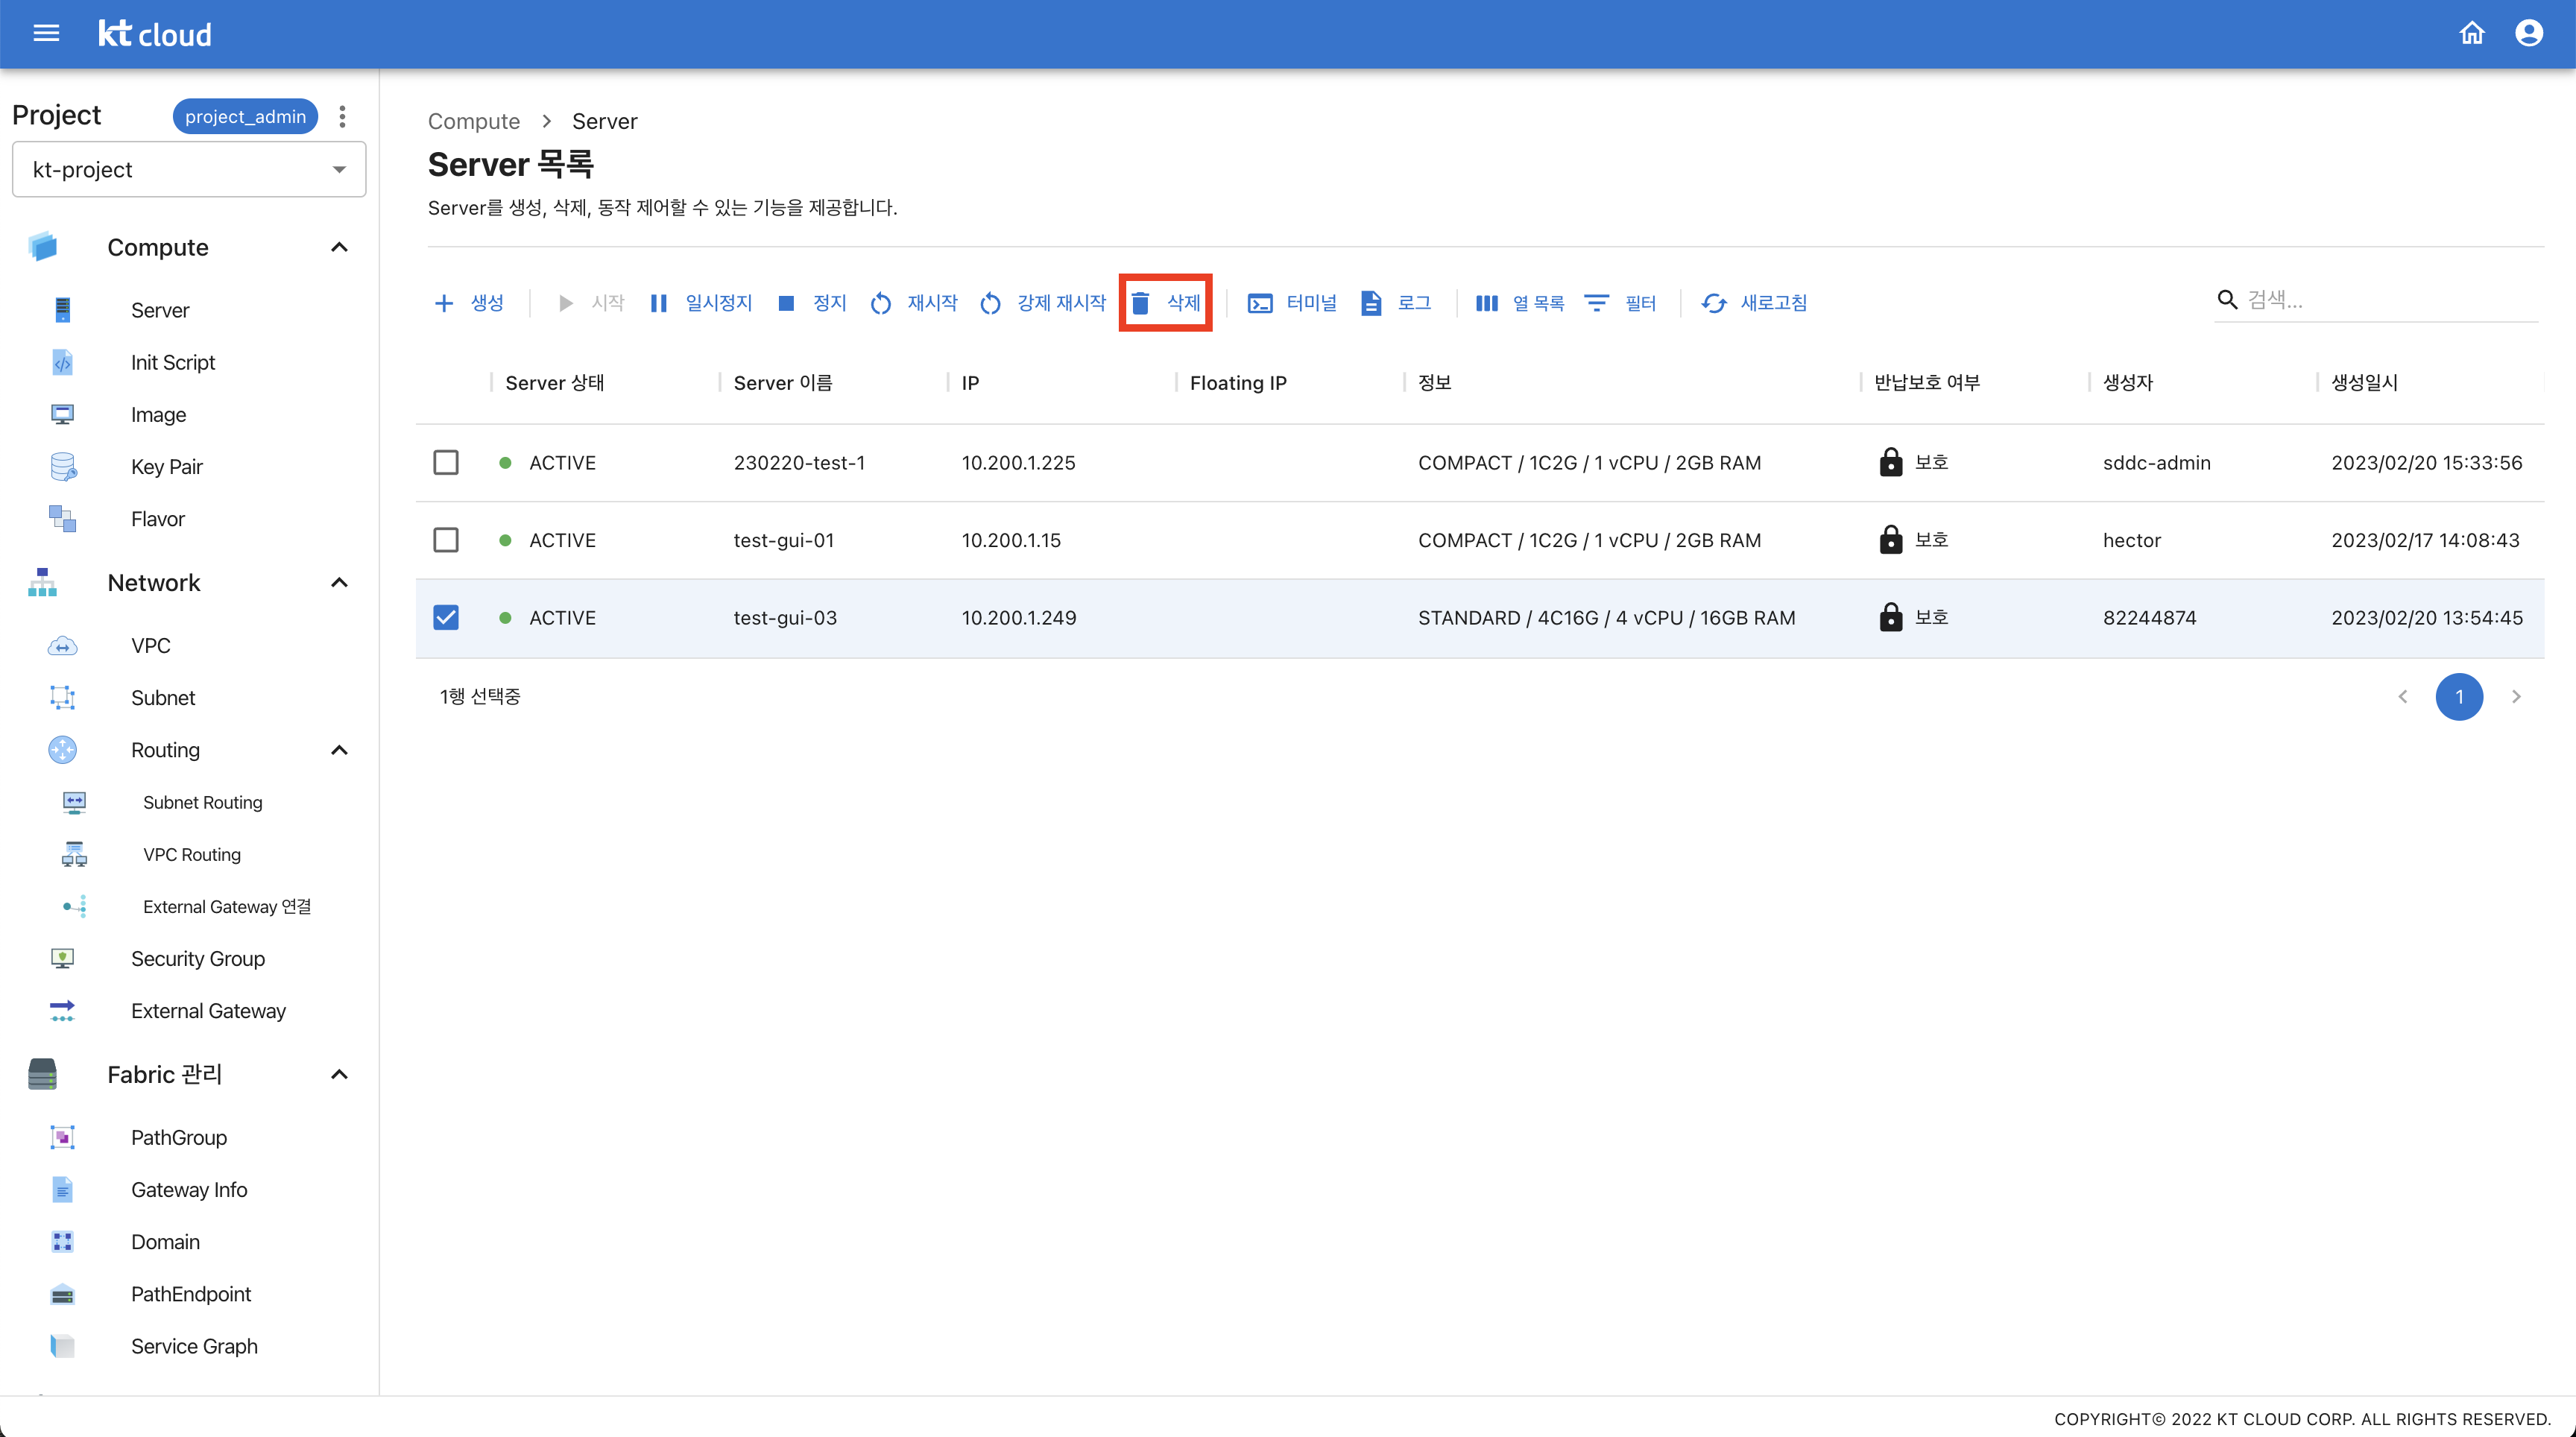 kt cloud
Project
project_admin
kt-project
Compute
Server
Init Script
Image
Key Pair
Flavor
Network
VPC
Subnet
Routing
Subnet Routing
VPC Routing
External Gateway 연결
Security Group
External Gateway
Fabric 관리
PathGroup
Gateway Info
Domain
PathEndpoint
Service Graph
Compute > Server
Server 목록
Server를 생성, 삭제, 동작 제어할 수 있는 기능을 제공합니다.
생성 시작 일시정지 정지 재시작 강제 재시작 삭제 터미널 로그 열 목록 필터 새로고침 검색...
Server 상태 Server 이름 IP Floating IP 정보 반납보호 여부 생성자 생성일시
ACTIVE 230220-test-1 10.200.1.225 COMPACT / 1C2G / 1 vCPU / 2GB RAM 보호 sddc-admin 2023/02/20 15:33:56
ACTIVE test-gui-01 10.200.1.15 COMPACT / 1C2G / 1 vCPU / 2GB RAM 보호 hector 2023/02/17 14:08:43
ACTIVE test-gui-03 10.200.1.249 STANDARD / 4C16G / 4 vCPU / 16GB RAM 보호 82244874 2023/02/20 13:54:45
1행 선택중
1
COPYRIGHT© 2022 KT CLOUD CORP. ALL RIGHTS RESERVED.